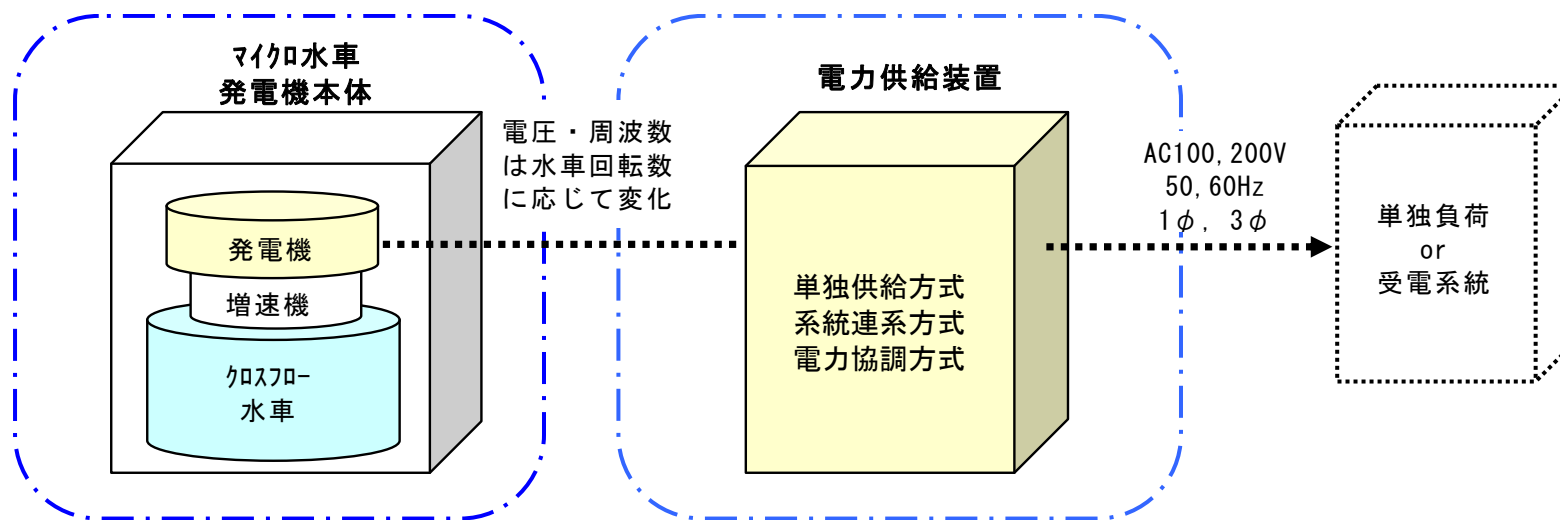 ﾏｲｸﾛ水車
発電機本体
発電機
増速機
ｸﾛｽﾌﾛｰ
水車
電圧・周波数
は水車回転数
に応じて変化
電力供給装置
単独供給方式
系統連系方式
電力協調方式
AC100,200V
50,60Hz
1φ, 3φ
単独負荷
or
受電系統